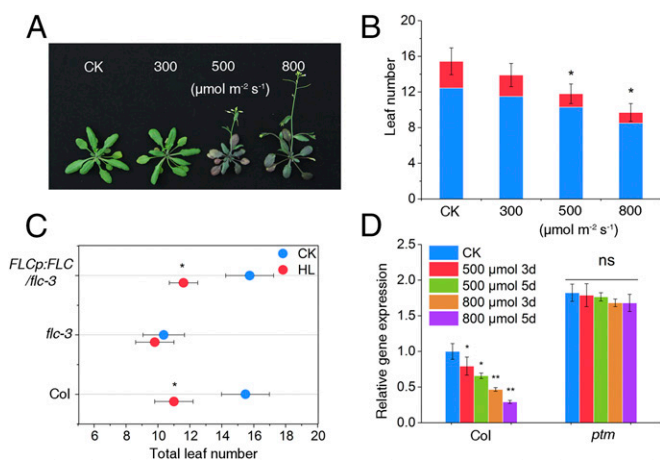 A
CK 300 500 800
(μmol m⁻² s⁻¹)
B
Leaf number
20
16
12
8
4
0
* *
CK 300 500 800
(μmol m⁻² s⁻¹)
C
CK
HL
FLCp:FLC
/flc-3
*
flc-3
Col
*
6 8 10 12 14 16 18 20
Total leaf number
D
Relative gene expression
2.5
2.0
1.5
1.0
0.5
0.0
CK
500 μmol 3d
500 μmol 5d
800 μmol 3d
800 μmol 5d
ns
* * ** **
Col ptm